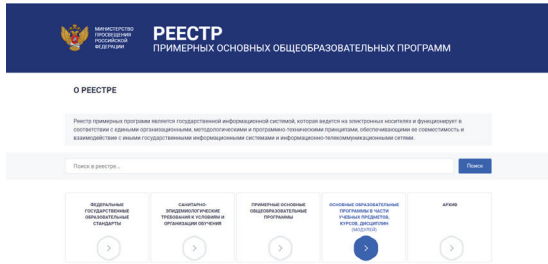 МИНИСТЕРСТВО
ПРОСВЕЩЕНИЯ
РОССИЙСКОЙ
ФЕДЕРАЦИИ
РЕЕСТР
ПРИМЕРНЫХ ОСНОВНЫХ ОБЩЕОБРАЗОВАТЕЛЬНЫХ ПРОГРАММ
О РЕЕСТРЕ
Реестр примерных программ является государственной информационной системой, которая ведется на электронных носителях и функционирует в
соответствии с едиными организационными, методологическими и программно-техническими принципами, обеспечивающими ее совместимость и
взаимодействие с иными государственными информационными системами и информационно-телекоммуникационными сетями.
Поиск в реестре...
Поиск
ФЕДЕРАЛЬНЫЕ
ГОСУДАРСТВЕННЫЕ
ОБРАЗОВАТЕЛЬНЫЕ
СТАНДАРТЫ
САНИТАРНО-
ЭПИДЕМИОЛОГИЧЕСКИЕ
ТРЕБОВАНИЯ К УСЛОВИЯМ И
ОРГАНИЗАЦИИ ОБУЧЕНИЯ
ПРИМЕРНЫЕ ОСНОВНЫЕ
ОБЩЕОБРАЗОВАТЕЛЬНЫЕ
ПРОГРАММЫ
ОСНОВНЫЕ ОБРАЗОВАТЕЛЬНЫЕ
ПРОГРАММЫ В ЧАСТИ
УЧЕБНЫХ ПРЕДМЕТОВ,
КУРСОВ, ДИСЦИПЛИН
(МОДУЛЕЙ)
АРХИВ